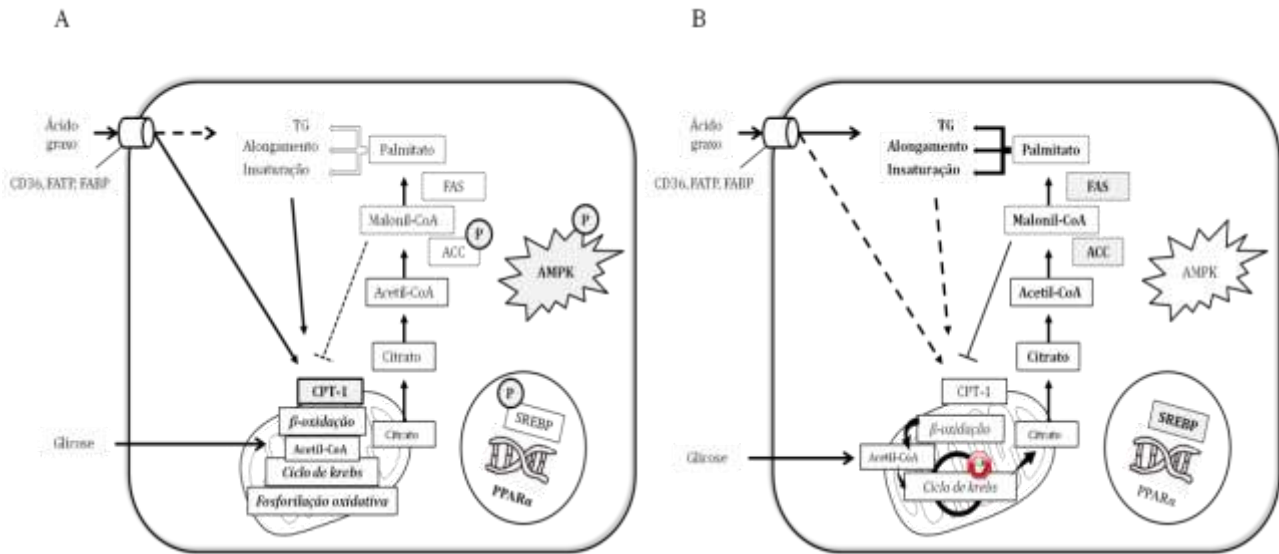 A
Ácido
graxo
CD36, FATP, FABP
TG
Alongamento
Insaturação
Palmitato
FAS
Malonil-CoA
P
ACC
Acetil-CoA
Citrato
P
AMPK
CPT-1
β-oxidação
Acetil-CoA
Ciclo de krebs
Fosforilação oxidativa
Citrato
Glicose
P
SREBP
PPARα
B
Ácido
graxo
CD36, FATP, FABP
TG
Alongamento
Insaturação
Palmitato
FAS
Malonil-CoA
ACC
Acetil-CoA
Citrato
AMPK
CPT-1
β-oxidação
Acetil-CoA
Ciclo de krebs
Citrato
Glicose
SREBP
PPARα